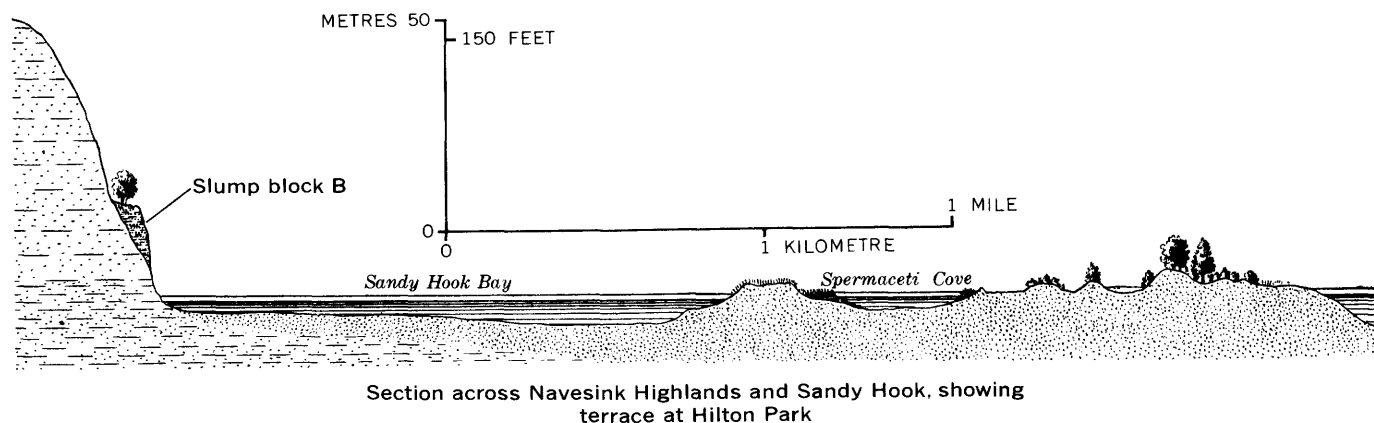 METRES 50
150 FEET
Slump block B
1 MILE
0
0
1 KILOMETRE
Sandy Hook Bay
Spermaceti Cove
Section across Navesink Highlands and Sandy Hook, showing
terrace at Hilton Park